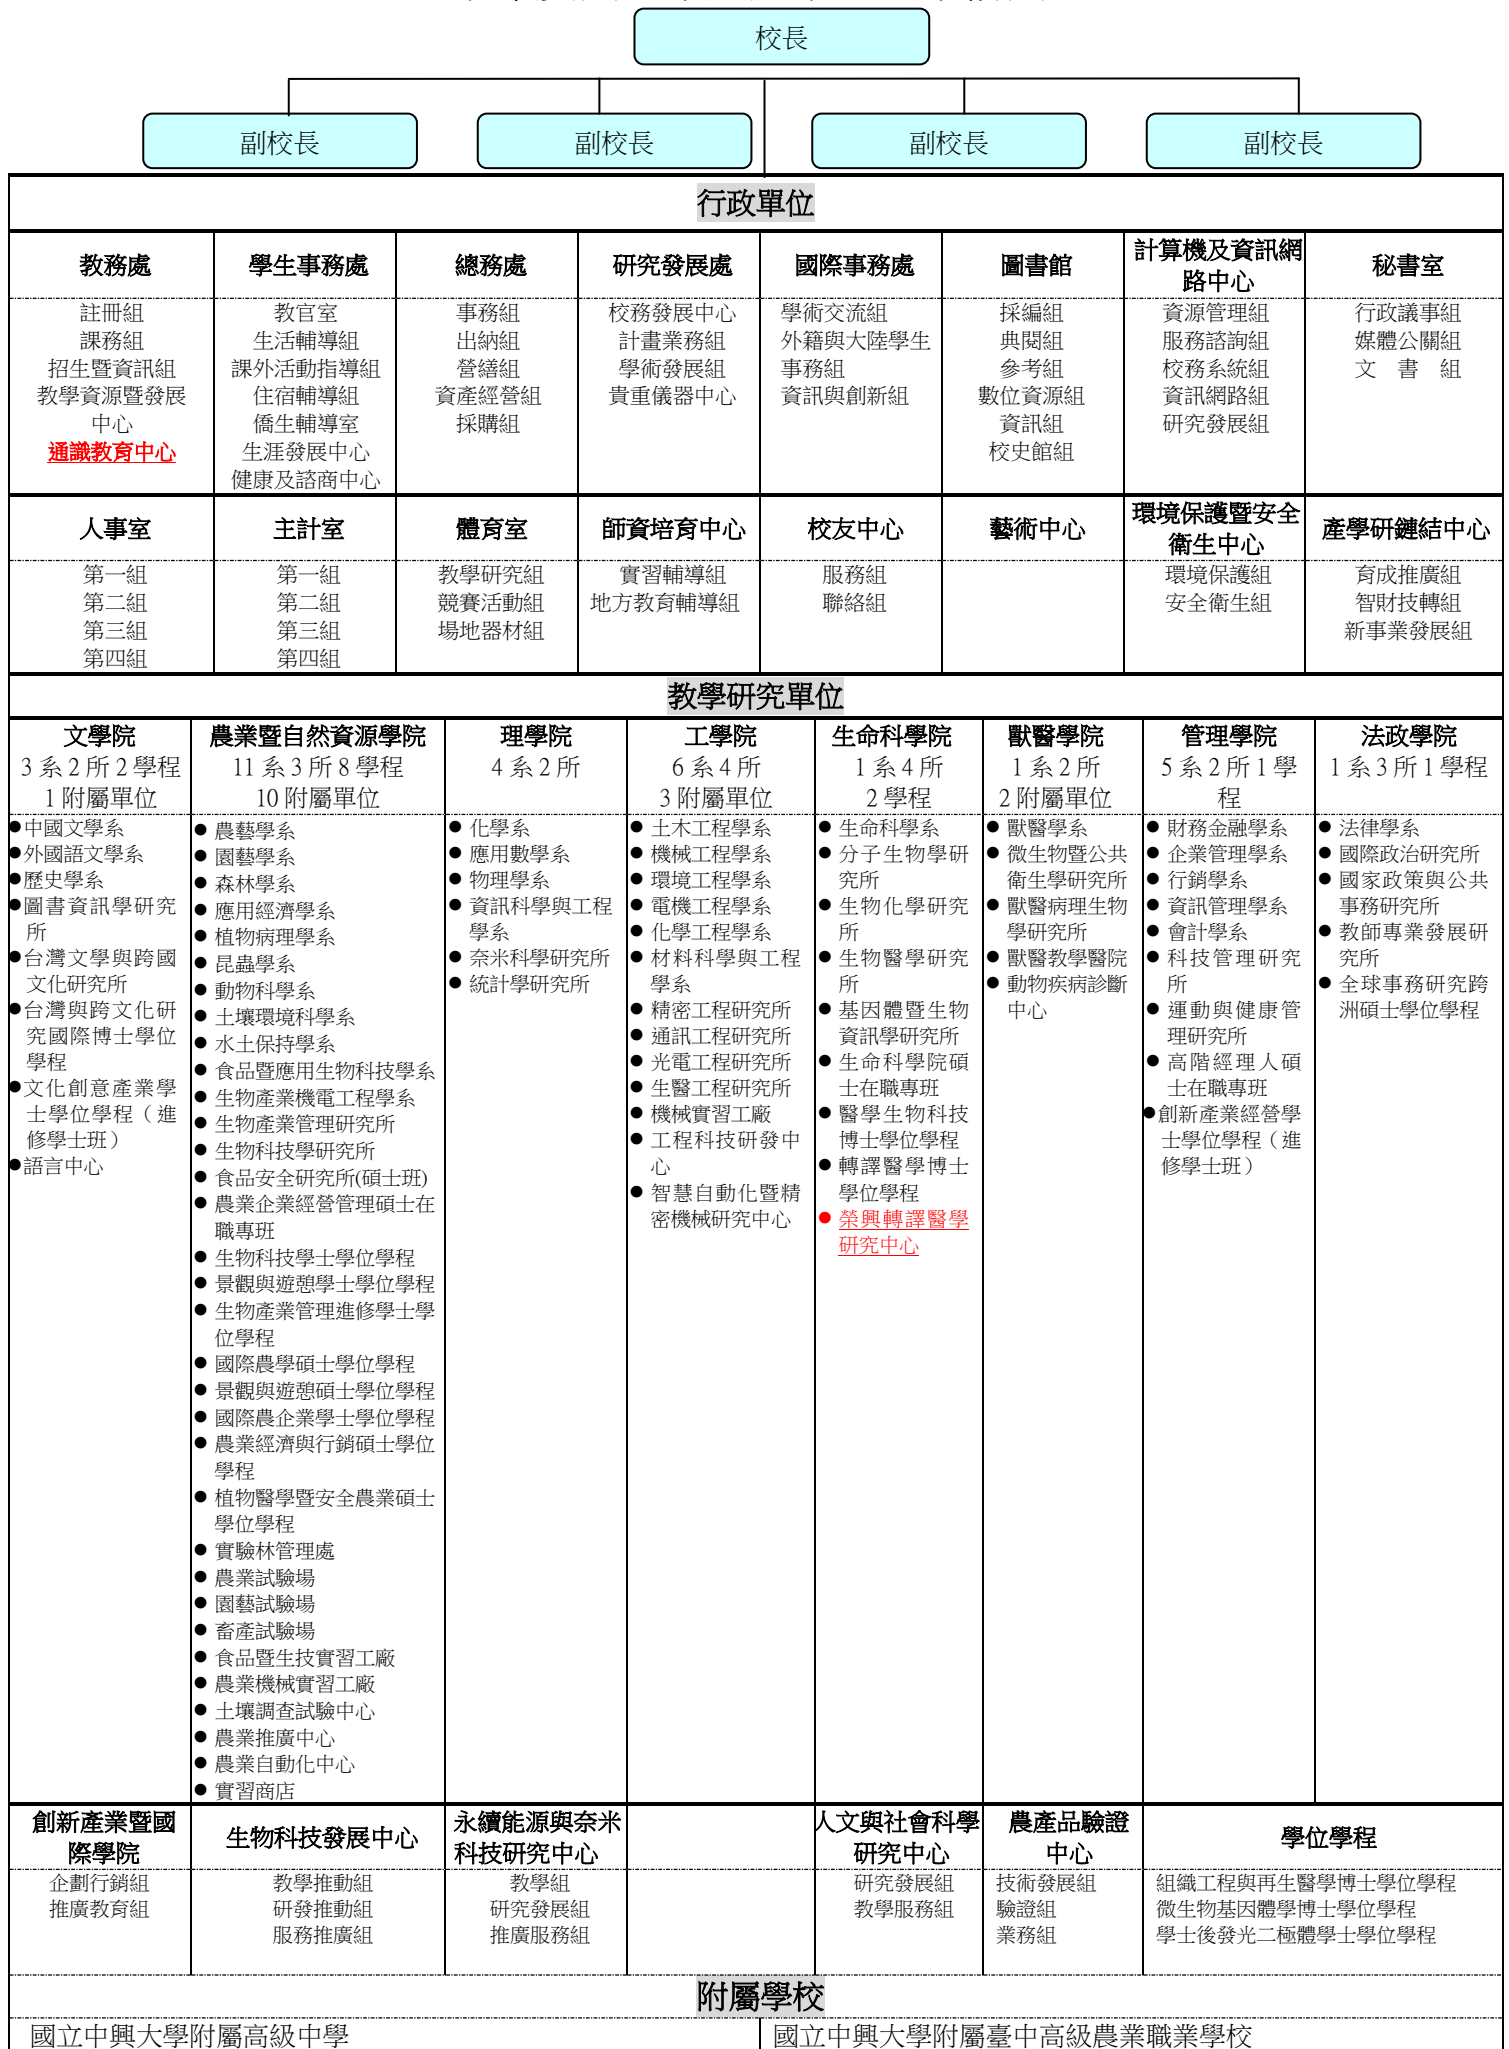 校長
副校長
副校長
副校長
副校長
行政單位
教務處
註冊組
課務組
招生暨資訊組
教學資源暨發展
中心
通識教育中心
學生事務處
教官室
生活輔導組
課外活動指導組
住宿輔導組
僑生輔導室
生涯發展中心
健康及諮商中心
總務處
事務組
出納組
營繕組
資產經營組
採購組
研究發展處
校務發展中心
計畫業務組
學術發展組
貴重儀器中心
國際事務處
學術交流組
外籍與大陸學生
事務組
資訊與創新組
圖書館
採編組
典閱組
參考組
數位資源組
資訊組
校史館組
計算機及資訊網
路中心
資源管理組
服務諮詢組
校務系統組
資訊網路組
研究發展組
秘書室
行政議事組
媒體公關組
文 書 組
人事室
第一組
第二組
第三組
第四組
主計室
第一組
第二組
第三組
第四組
體育室
教學研究組
競賽活動組
場地器材組
師資培育中心
實習輔導組
地方教育輔導組
校友中心
服務組
聯絡組
藝術中心
環境保護暨安全
衛生中心
環境保護組
安全衛生組
產學研鏈結中心
育成推廣組
智財技轉組
新事業發展組
教學研究單位
文學院
3 系 2 所 2 學程
1 附屬單位
●中國文學系
●外國語文學系
●歷史學系
●圖書資訊學研究
所
●台灣文學與跨國
文化研究所
●台灣與跨文化研
究國際博士學位
學程
●文化創意產業學
士學位學程（進
修學士班）
●語言中心
農業暨自然資源學院
11 系 3 所 8 學程
10 附屬單位
● 農藝學系
● 園藝學系
● 森林學系
● 應用經濟學系
● 植物病理學系
● 昆蟲學系
● 動物科學系
● 土壤環境科學系
● 水土保持學系
● 食品暨應用生物科技學系
● 生物產業機電工程學系
● 生物產業管理研究所
● 生物科技學研究所
● 食品安全研究所(碩士班)
● 農業企業經營管理碩士在
職專班
● 生物科技學士學位學程
● 景觀與遊憩學士學位學程
● 生物產業管理進修學士學
位學程
● 國際農學碩士學位學程
● 景觀與遊憩碩士學位學程
● 國際農企業學士學位學程
● 農業經濟與行銷碩士學位
學程
● 植物醫學暨安全農業碩士
學位學程
● 實驗林管理處
● 農業試驗場
● 園藝試驗場
● 畜產試驗場
● 食品暨生技實習工廠
● 農業機械實習工廠
● 土壤調查試驗中心
● 農業推廣中心
● 農業自動化中心
● 實習商店
理學院
4 系 2 所
● 化學系
● 應用數學系
● 物理學系
● 資訊科學與工程
學系
● 奈米科學研究所
● 統計學研究所
工學院
6 系 4 所
3 附屬單位
● 土木工程學系
● 機械工程學系
● 環境工程學系
● 電機工程學系
● 化學工程學系
● 材料科學與工程
學系
● 精密工程研究所
● 通訊工程研究所
● 光電工程研究所
● 生醫工程研究所
● 機械實習工廠
● 工程科技研發中
心
● 智慧自動化暨精
密機械研究中心
生命科學院
1 系 4 所
2 學程
● 生命科學系
● 分子生物學研
究所
● 生物化學研究
所
● 生物醫學研究
所
● 基因體暨生物
資訊學研究所
● 生命科學院碩
士在職專班
● 醫學生物科技
博士學位學程
● 轉譯醫學博士
學位學程
● 榮興轉譯醫學
研究中心
獸醫學院
1 系 2 所
2 附屬單位
● 獸醫學系
● 微生物暨公共
衛生學研究所
● 獸醫病理生物
學研究所
● 獸醫教學醫院
● 動物疾病診斷
中心
管理學院
5 系 2 所 1 學
程
● 財務金融學系
● 企業管理學系
● 行銷學系
● 資訊管理學系
● 會計學系
● 科技管理研究
所
● 運動與健康管
理研究所
● 高階經理人碩
士在職專班
●創新產業經營學
士學位學程（進
修學士班）
法政學院
1 系 3 所 1 學程
● 法律學系
● 國際政治研究所
● 國家政策與公共
事務研究所
● 教師專業發展研
究所
● 全球事務研究跨
洲碩士學位學程
創新產業暨國
際學院
企劃行銷組
推廣教育組
生物科技發展中心
教學推動組
研發推動組
服務推廣組
永續能源與奈米
科技研究中心
教學組
研究發展組
推廣服務組
人文與社會科學
研究中心
研究發展組
教學服務組
農產品驗證
中心
技術發展組
驗證組
業務組
學位學程
組織工程與再生醫學博士學位學程
微生物基因體學博士學位學程
學士後發光二極體學士學位學程
附屬學校
國立中興大學附屬高級中學
國立中興大學附屬臺中高級農業職業學校